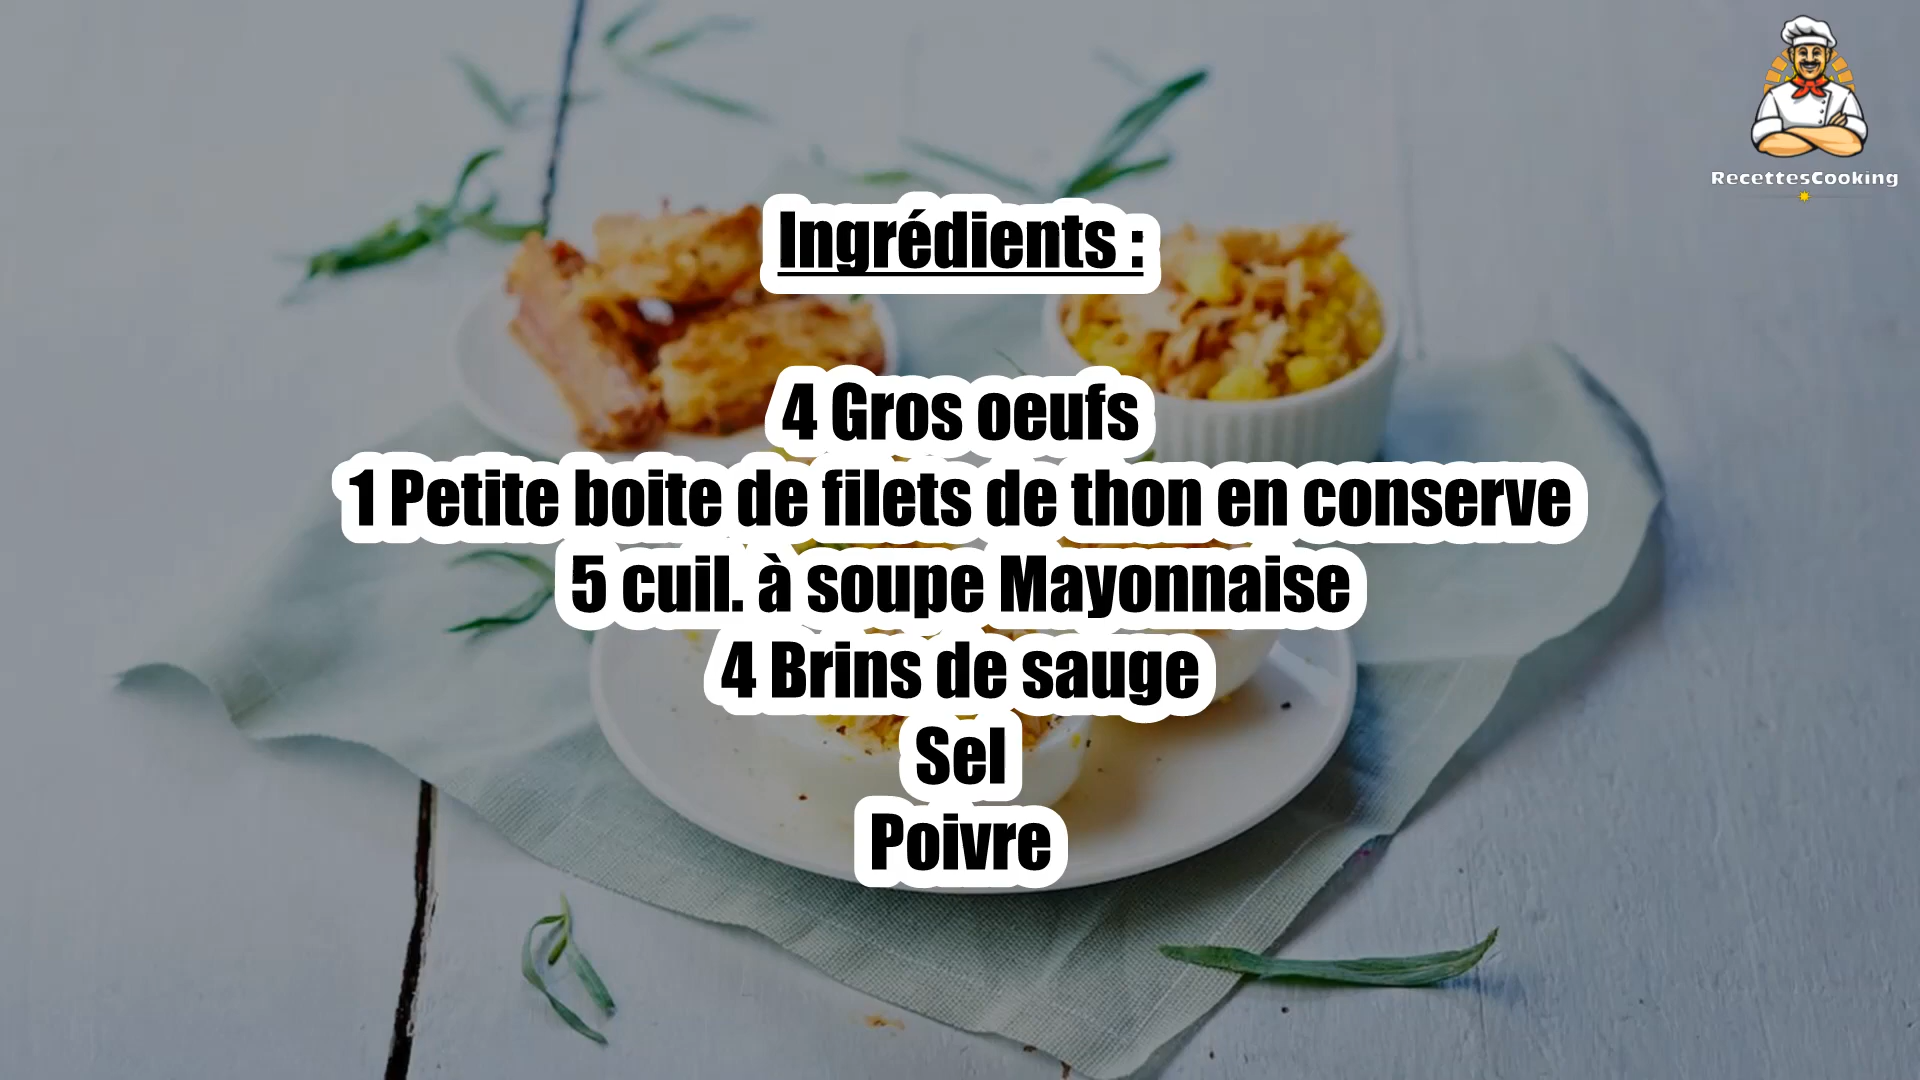 RecettesCooking
Ingrédients :
4 Gros oeufs
1 Petite boite de filets de thon en conserve
5 cuil. à soupe Mayonnaise
4 Brins de sauge
Sel
Poivre